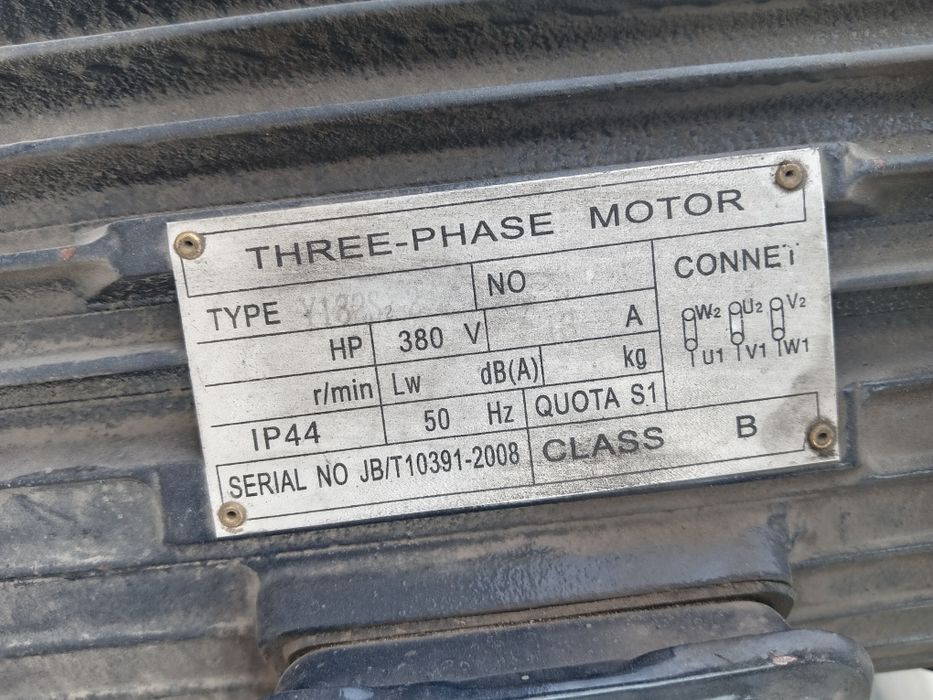 THREE-PHASE MOTOR
TYPE
NO
CONNET
HP 380 V A
W2 U2 V2
U1 V1 W1
r/min Lw dB(A) kg
IP44 50 Hz QUOTA S1
SERIAL NO JB/T10391-2008 CLASS B